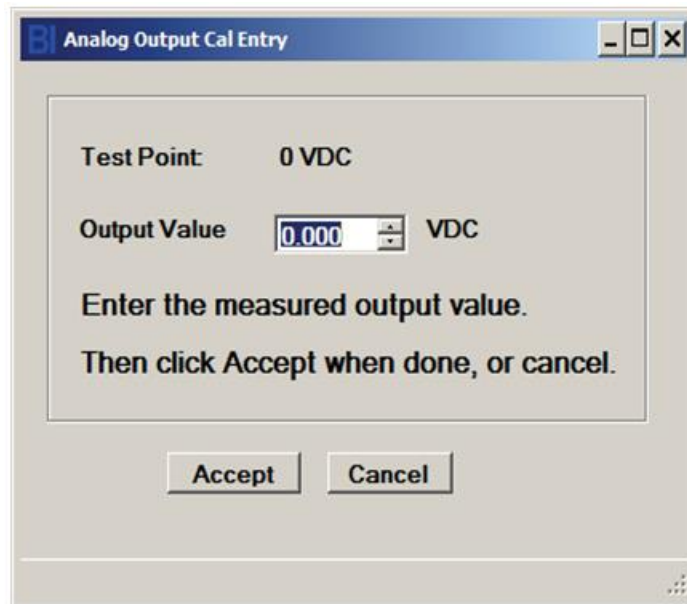 BI Analog Output Cal Entry
Test Point: 0 VDC
Output Value 0.000 VDC
Enter the measured output value.
Then click Accept when done, or cancel.
Accept Cancel